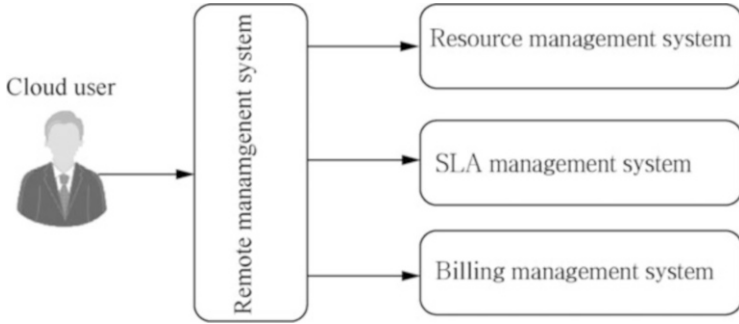 Cloud user
Remote manamgenent system
Resource management system
SLA management system
Billing management system